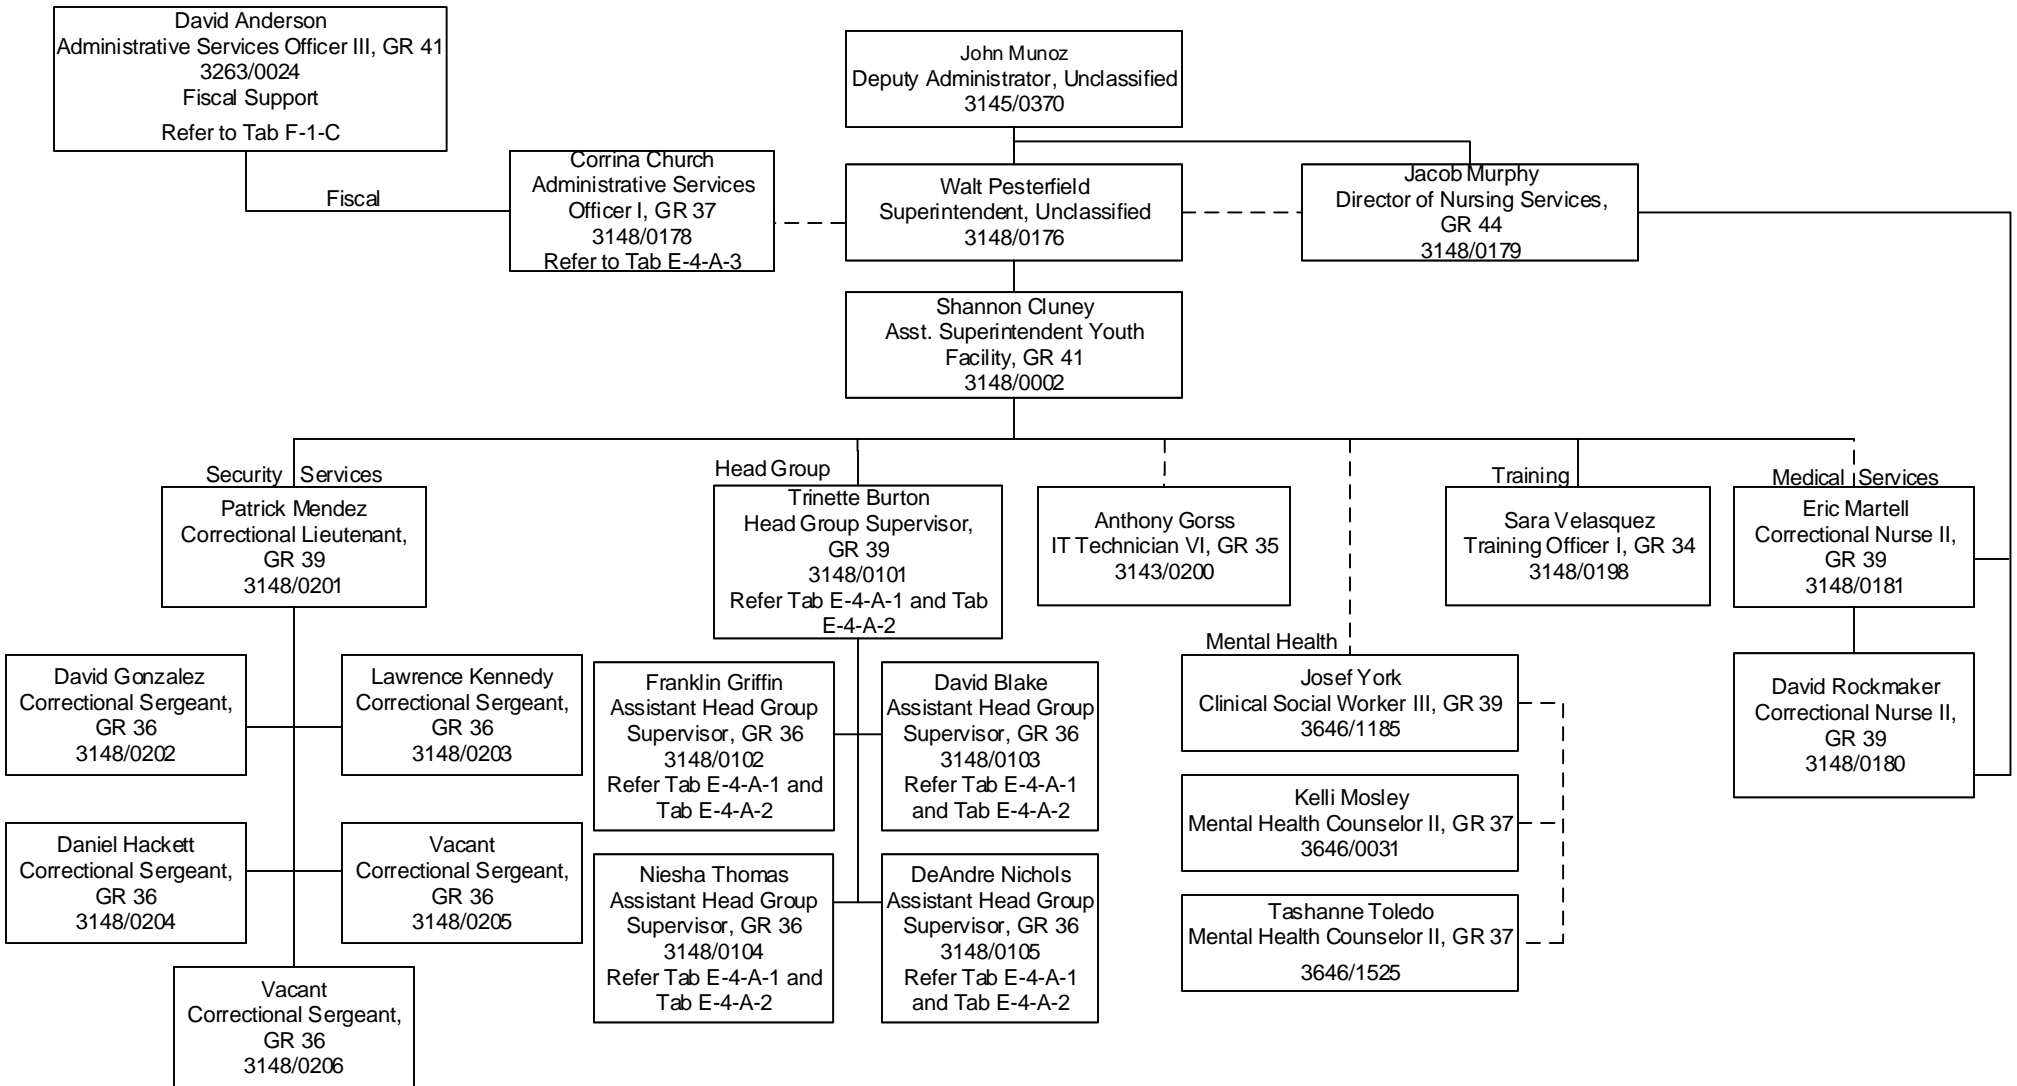 David Anderson
Administrative Services Officer III, GR 41
3263/0024
Fiscal Support
Refer to Tab F-1-C
John Munoz
Deputy Administrator, Unclassified
3145/0370
Fiscal
Corrina Church
Administrative Services
Officer I, GR 37
3148/0178
Refer to Tab E-4-A-3
Walt Pesterfield
Superintendent, Unclassified
3148/0176
Jacob Murphy
Director of Nursing Services,
GR 44
3148/0179
Shannon Cluney
Asst. Superintendent Youth
Facility, GR 41
3148/0002
Security Services
Patrick Mendez
Correctional Lieutenant,
GR 39
3148/0201
Head Group
Trinette Burton
Head Group Supervisor,
GR 39
3148/0101
Refer Tab E-4-A-1 and Tab
E-4-A-2
Anthony Gorss
IT Technician VI, GR 35
3143/0200
Training
Sara Velasquez
Training Officer I, GR 34
3148/0198
Medical Services
Eric Martell
Correctional Nurse II,
GR 39
3148/0181
David Gonzalez
Correctional Sergeant,
GR 36
3148/0202
Lawrence Kennedy
Correctional Sergeant,
GR 36
3148/0203
Franklin Griffin
Assistant Head Group
Supervisor, GR 36
3148/0102
Refer Tab E-4-A-1 and
Tab E-4-A-2
David Blake
Assistant Head Group
Supervisor, GR 36
3148/0103
Refer Tab E-4-A-1
and Tab E-4-A-2
Mental Health
Josef York
Clinical Social Worker III, GR 39
3646/1185
David Rockmaker
Correctional Nurse II,
GR 39
3148/0180
Kelli Mosley
Mental Health Counselor II, GR 37
3646/0031
Daniel Hackett
Correctional Sergeant,
GR 36
3148/0204
Vacant
Correctional Sergeant,
GR 36
3148/0205
Niesha Thomas
Assistant Head Group
Supervisor, GR 36
3148/0104
Refer Tab E-4-A-1 and
Tab E-4-A-2
DeAndre Nichols
Assistant Head Group
Supervisor, GR 36
3148/0105
Refer Tab E-4-A-1
and Tab E-4-A-2
Tashanne Toledo
Mental Health Counselor II, GR 37
3646/1525
Vacant
Correctional Sergeant,
GR 36
3148/0206